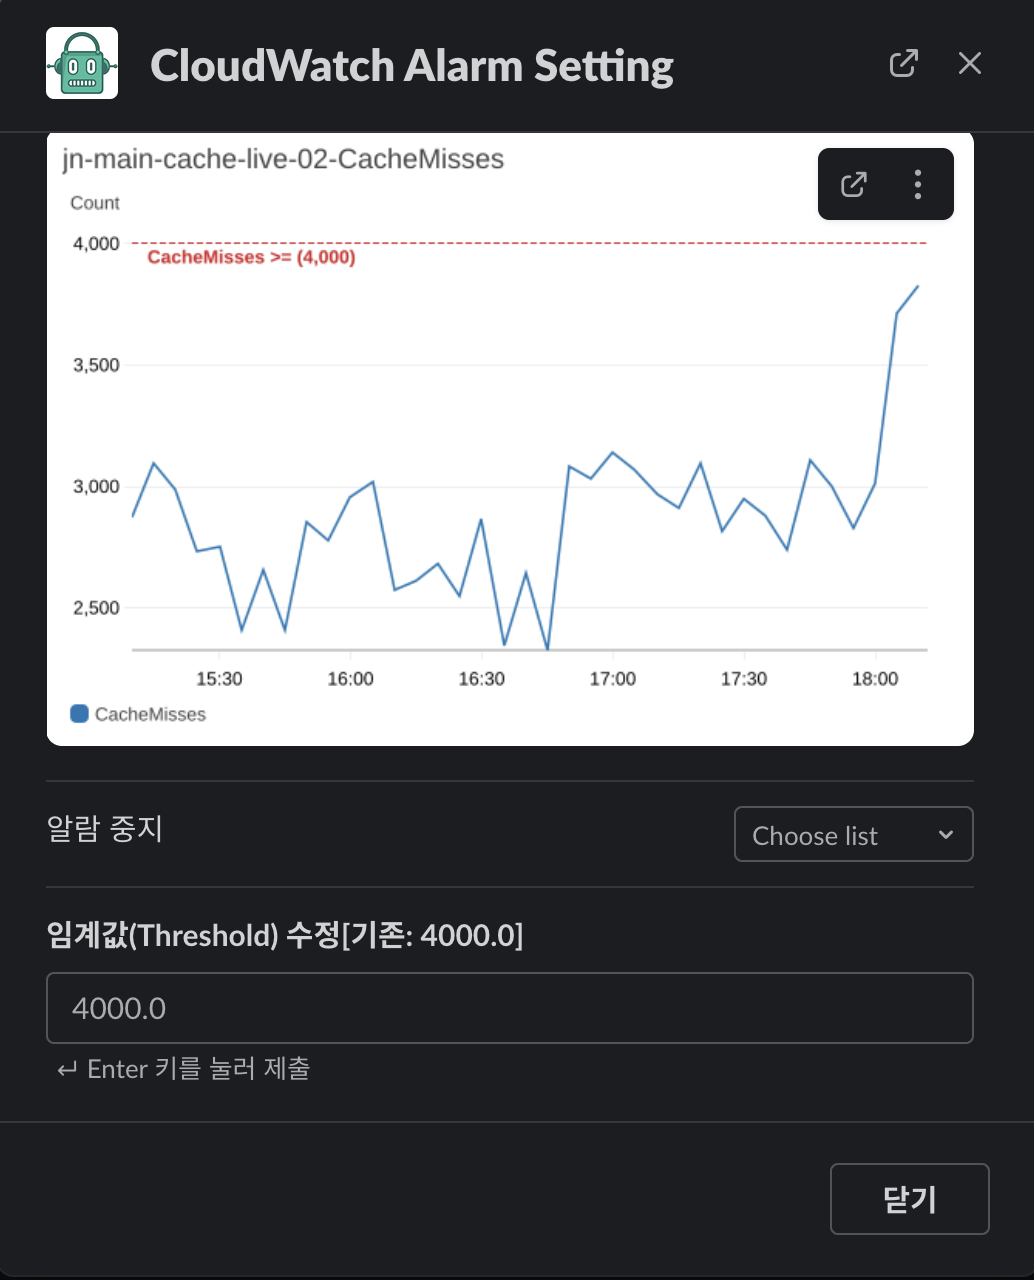 CloudWatch Alarm Setting
jn-main-cache-live-02-CacheMisses
Count
4,000
CacheMisses >= (4,000)
3,500
3,000
2,500
15:30 16:00 16:30 17:00 17:30 18:00
CacheMisses
알람 중지
Choose list
임계값(Threshold) 수정[기존: 4000.0]
4000.0
↵ Enter 키를 눌러 제출
닫기